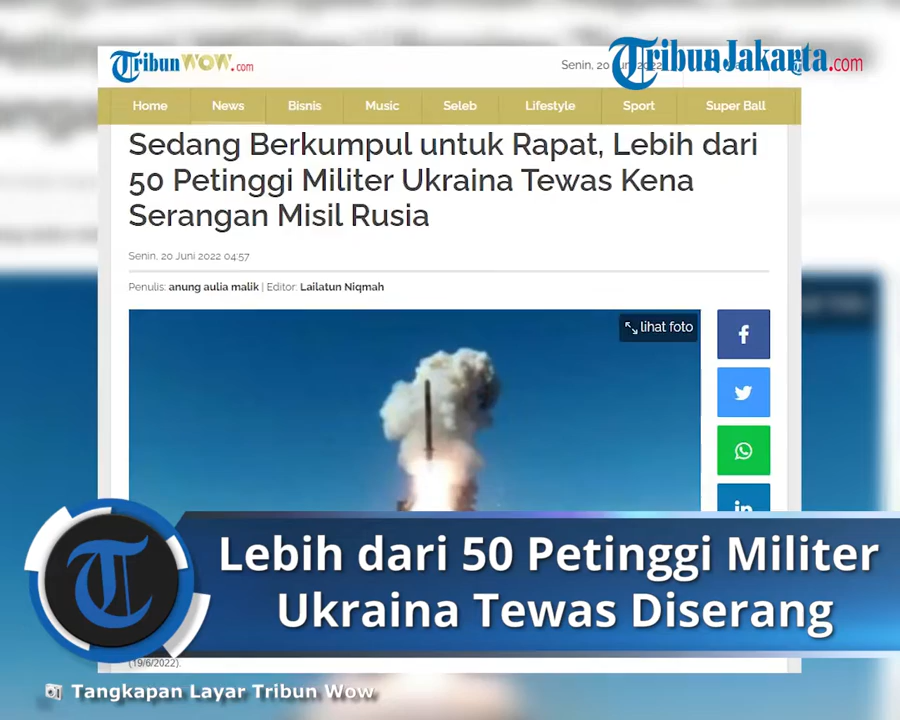 TribunWOW.com
Senin, 20 Juni 2022
TribunJakarta.com
Home News Bisnis Music Seleb Lifestyle Sport Super Ball
Sedang Berkumpul untuk Rapat, Lebih dari
50 Petinggi Militer Ukraina Tewas Kena
Serangan Misil Rusia
Senin, 20 Juni 2022 04:57
Penulis: anung aulia malik | Editor: Lailatun Niqmah
lihat foto
in
Lebih dari 50 Petinggi Militer
Ukraina Tewas Diserang
(19/6/2022).
Tangkapan Layar Tribun Wow